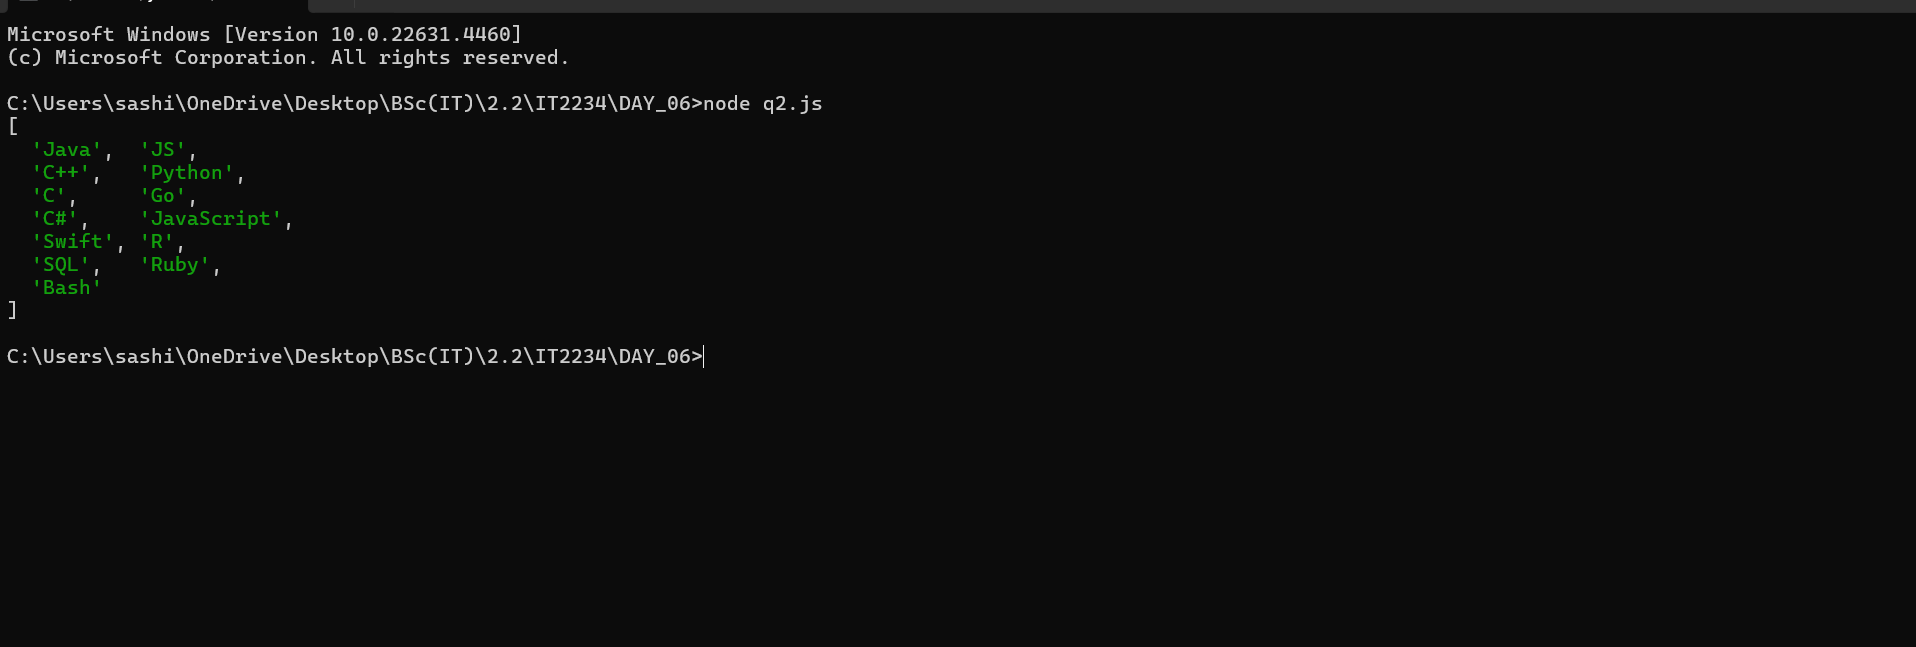 Microsoft Windows [Version 10.0.22631.4460]
(c) Microsoft Corporation. All rights reserved.
C:\Users\sashi\OneDrive\Desktop\BSc(IT)\2.2\IT2234\DAY_06>node q2.js
[
  'Java',  'JS',
  'C++',   'Python',
  'C',     'Go',
  'C#',    'JavaScript',
  'Swift', 'R',
  'SQL',   'Ruby',
  'Bash'
]
C:\Users\sashi\OneDrive\Desktop\BSc(IT)\2.2\IT2234\DAY_06>